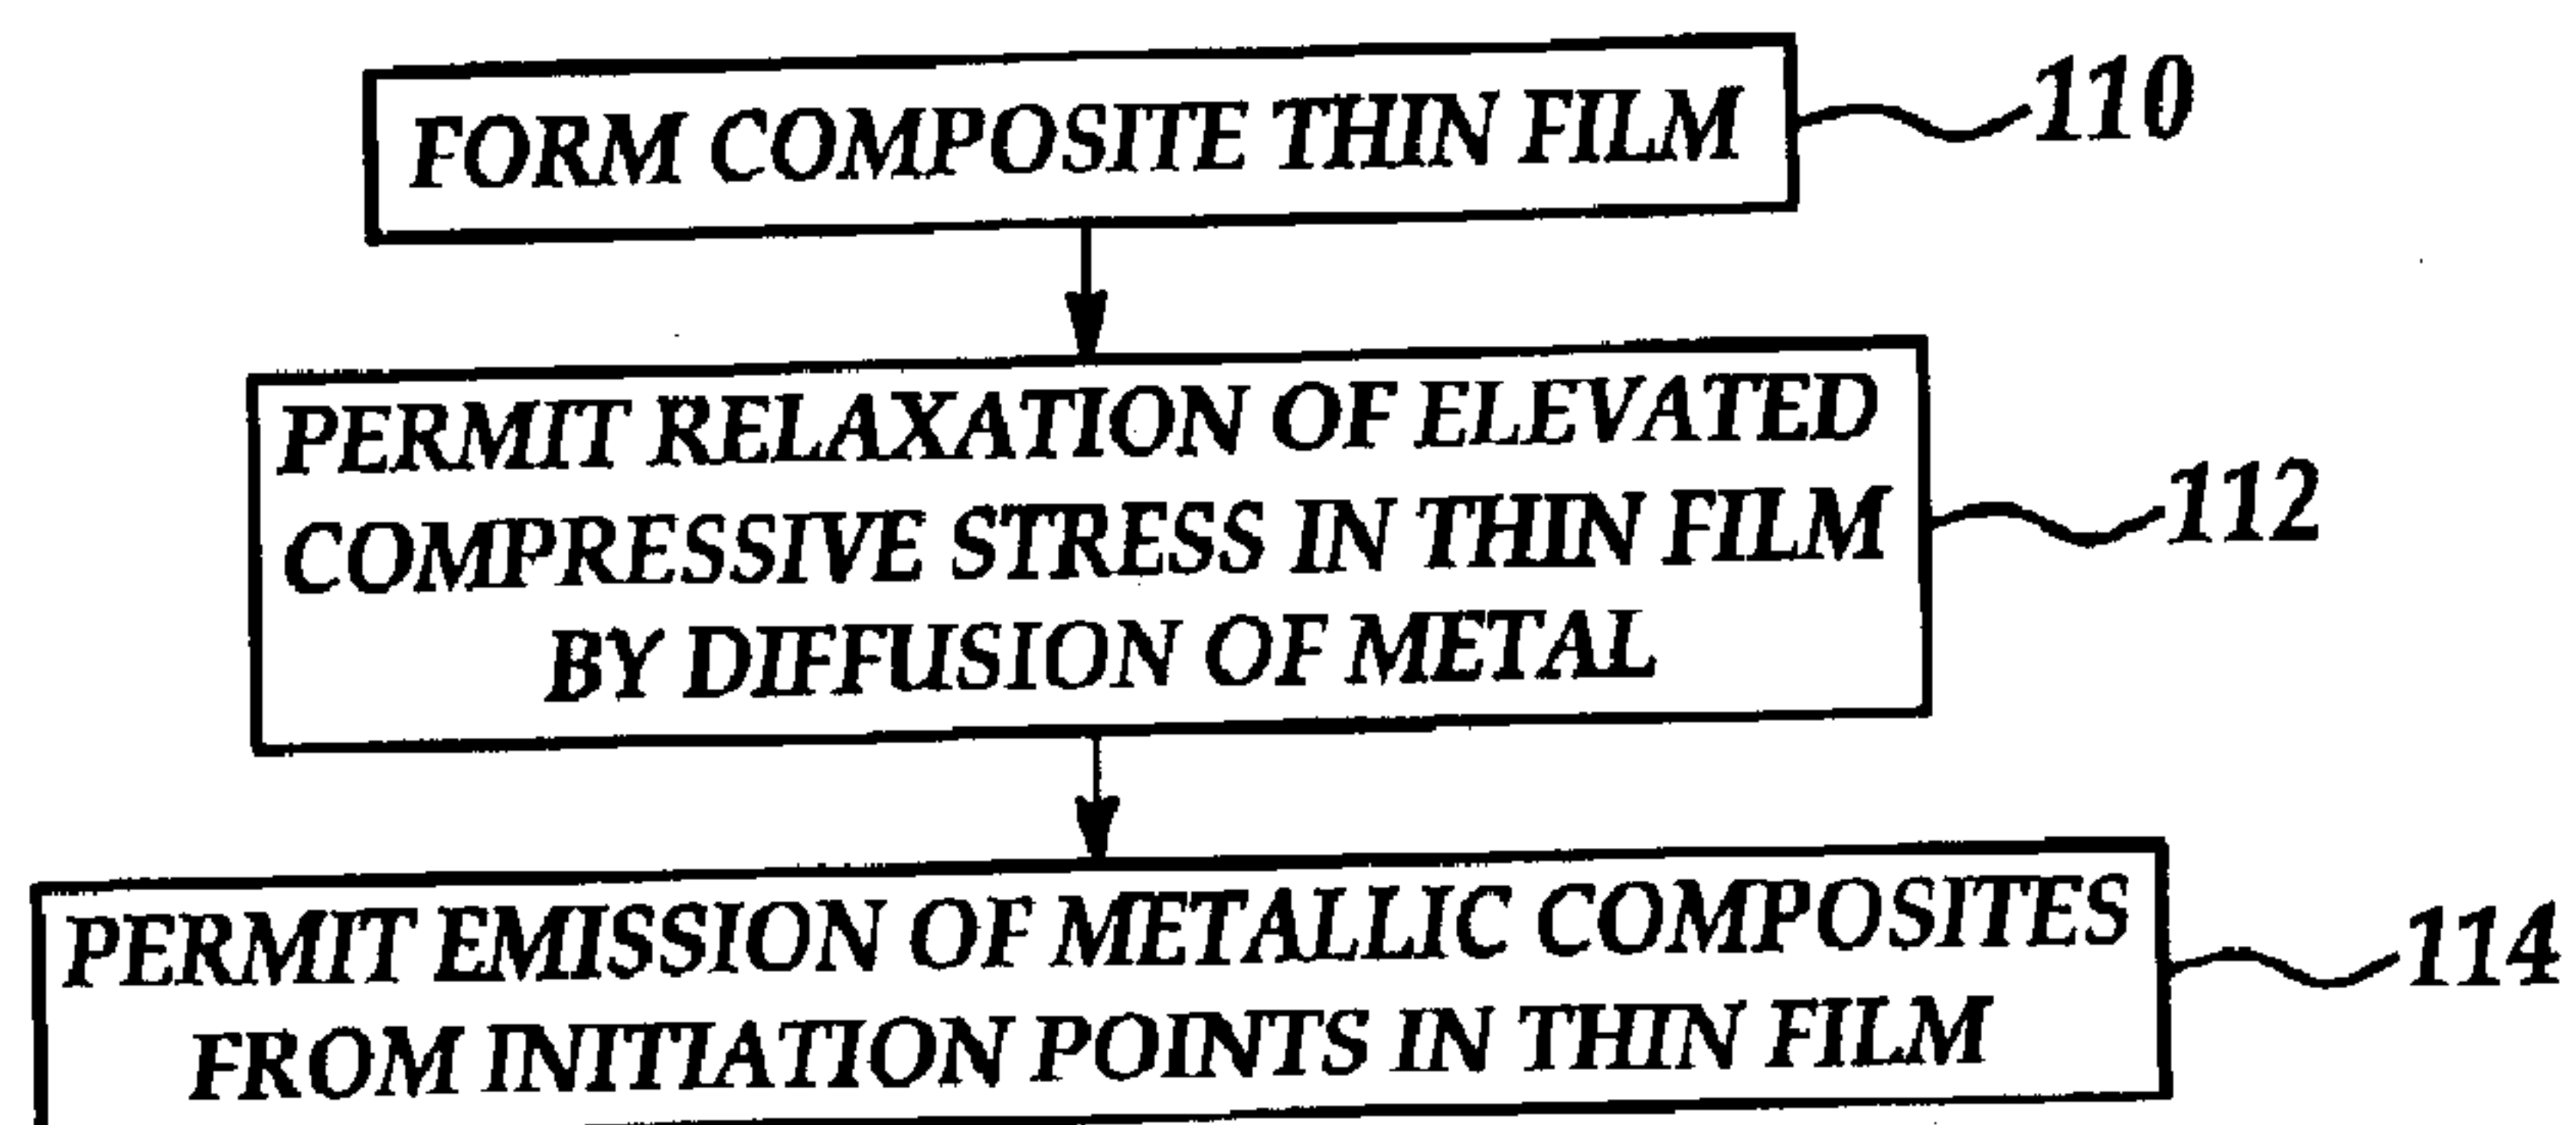 FORM COMPOSITE THIN FILM
110
PERMIT RELAXATION OF ELEVATED
COMPRESSIVE STRESS IN THIN FILM
BY DIFFUSION OF METAL
112
PERMIT EMISSION OF METALLIC COMPOSITES
FROM INITIATION POINTS IN THIN FILM
114